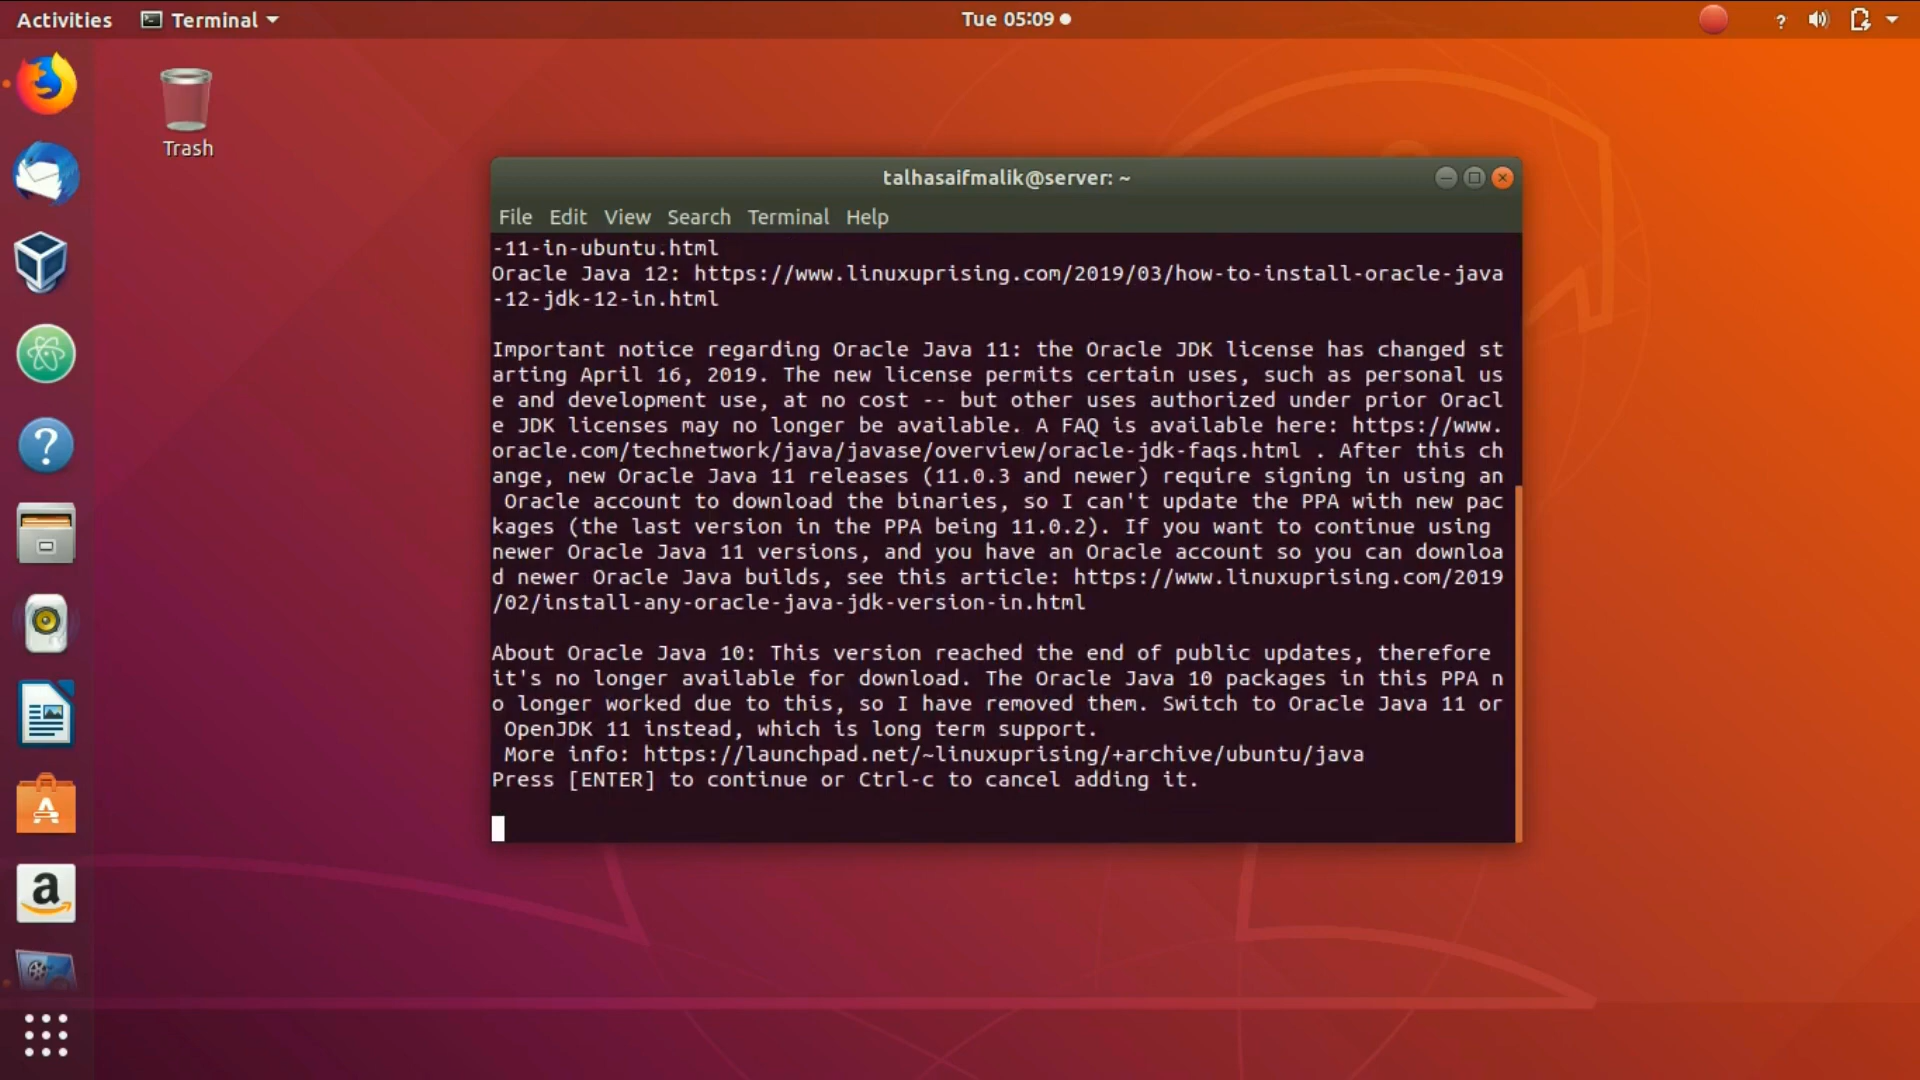 Activities
Terminal
Tue 05:09
?
Trash
talhasaifmalik@server: ~
File Edit View Search Terminal Help
-11-in-ubuntu.html
Oracle Java 12: https://www.linuxuprising.com/2019/03/how-to-install-oracle-java
-12-jdk-12-in.html
Important notice regarding Oracle Java 11: the Oracle JDK license has changed st
arting April 16, 2019. The new license permits certain uses, such as personal us
e and development use, at no cost -- but other uses authorized under prior Oracl
e JDK licenses may no longer be available. A FAQ is available here: https://www.
oracle.com/technetwork/java/javase/overview/oracle-jdk-faqs.html . After this ch
ange, new Oracle Java 11 releases (11.0.3 and newer) require signing in using an
 Oracle account to download the binaries, so I can't update the PPA with new pac
kages (the last version in the PPA being 11.0.2). If you want to continue using
newer Oracle Java 11 versions, and you have an Oracle account so you can downloa
d newer Oracle Java builds, see this article: https://www.linuxuprising.com/2019
/02/install-any-oracle-java-jdk-version-in.html
About Oracle Java 10: This version reached the end of public updates, therefore
it's no longer available for download. The Oracle Java 10 packages in this PPA n
o longer worked due to this, so I have removed them. Switch to Oracle Java 11 or
 OpenJDK 11 instead, which is long term support.
 More info: https://launchpad.net/~linuxuprising/+archive/ubuntu/java
Press [ENTER] to continue or Ctrl-c to cancel adding it.
?
A
a